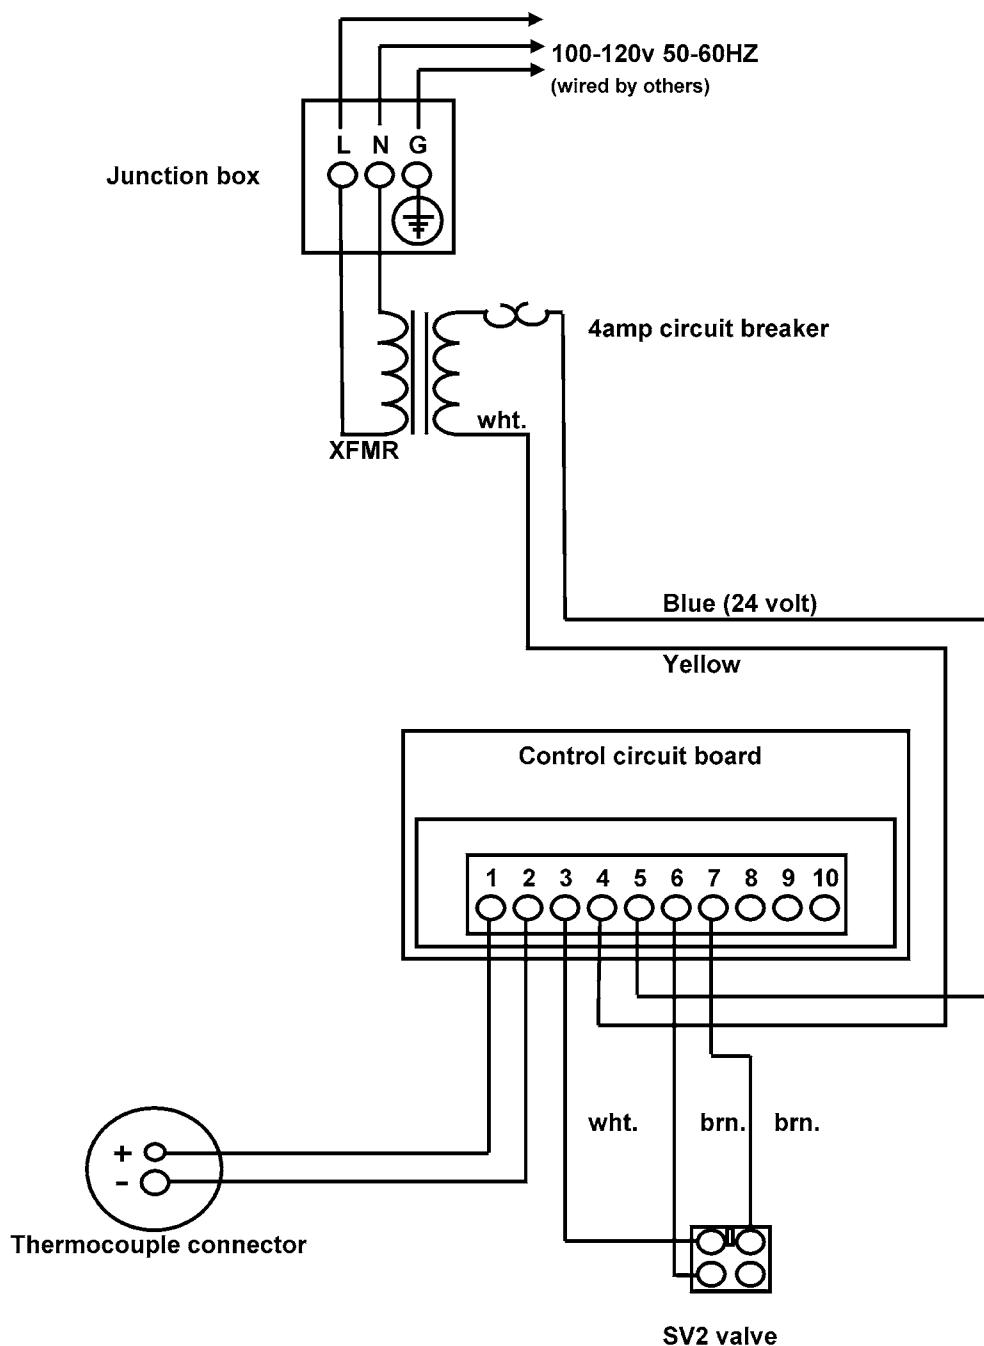 100-120v 50-60HZ
(wired by others)
L N G
Junction box
4amp circuit breaker
wht.
XFMR
Blue (24 volt)
Yellow
Control circuit board
1 2 3 4 5 6 7 8 9 10
wht. brn. brn.
+
-
Thermocouple connector
SV2 valve